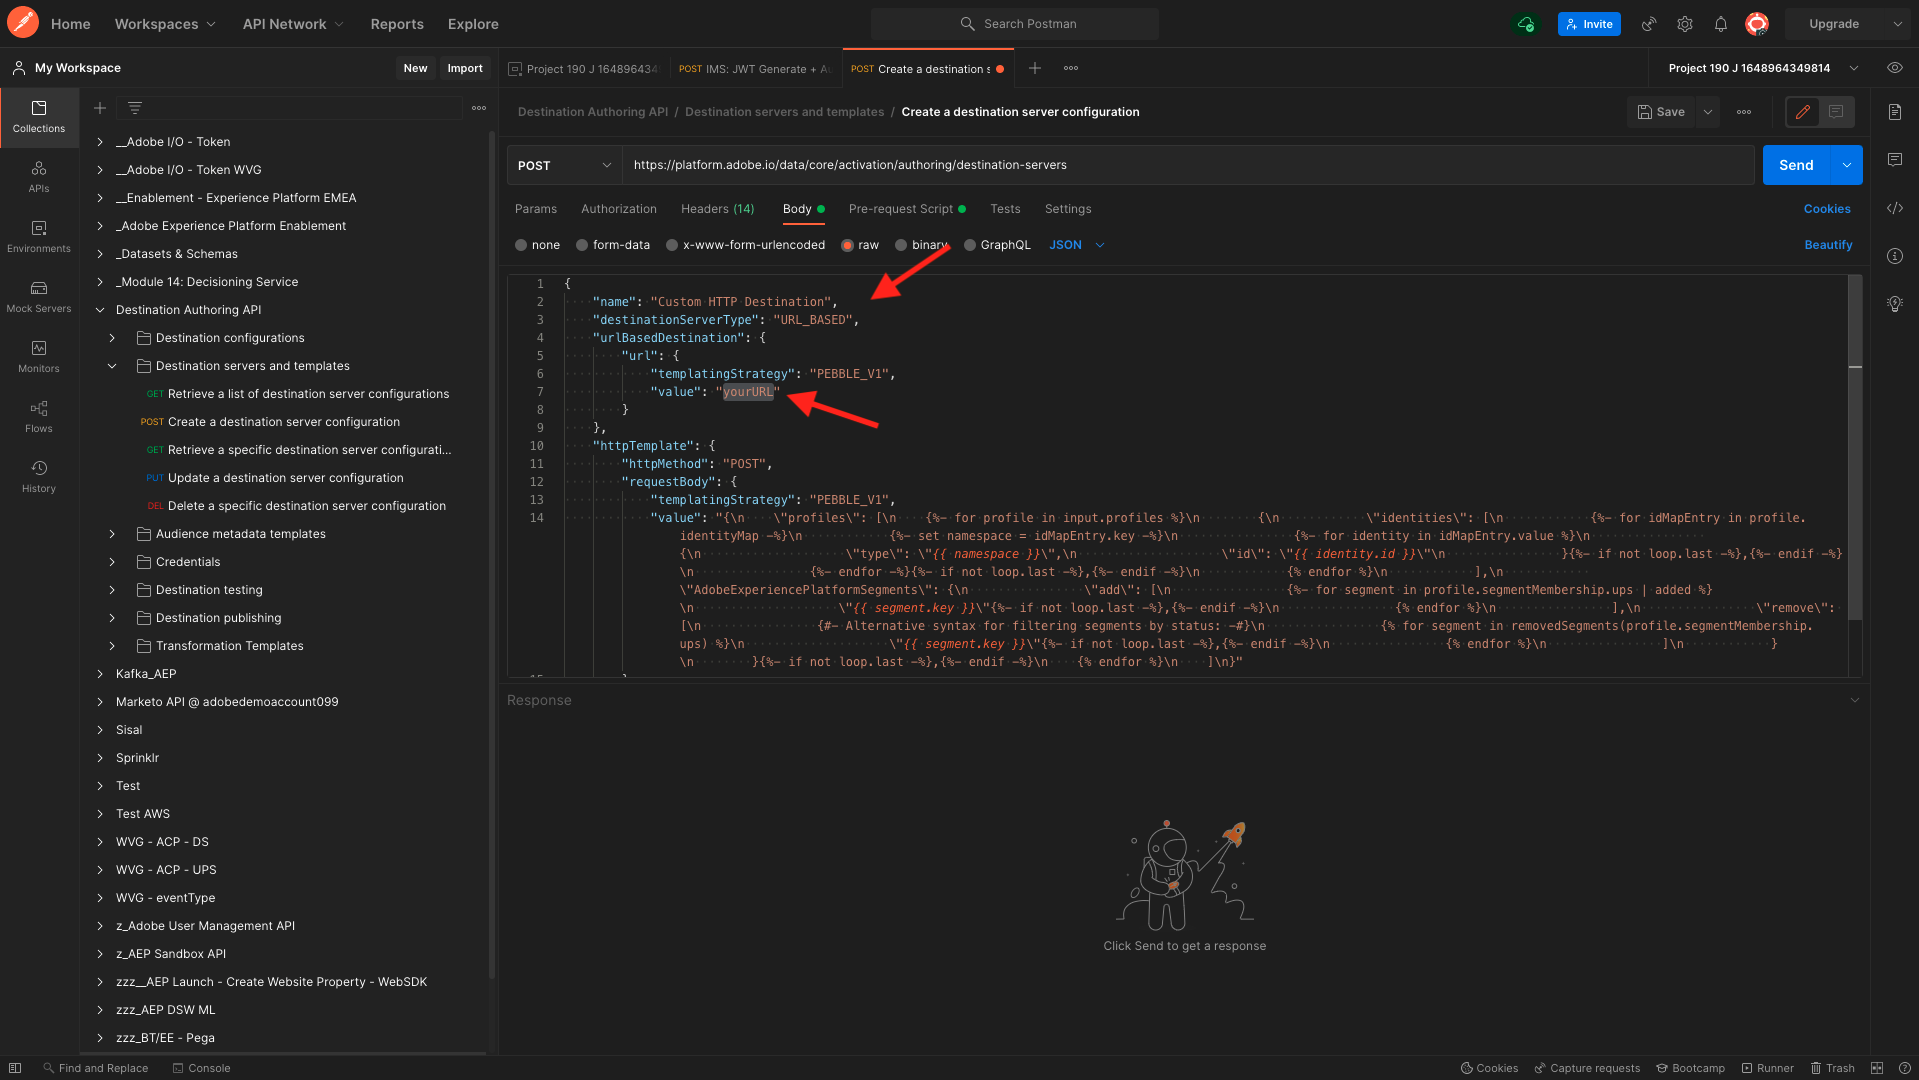 Home Workspaces API Network Reports Explore Search Postman Invite Upgrade
My Workspace New Import Project 190 J 164896434 POST IMS: JWT Generate + A POST Create a destination s Project 190 J 1648964349814
Destination Authoring API / Destination servers and templates / Create a destination server configuration Save
Collections
APIs
Environments
Mock Servers
Monitors
Flows
History
__Adobe I/O - Token
__Adobe I/O - Token WVG
__Enablement - Experience Platform EMEA
_Adobe Experience Platform Enablement
_Datasets & Schemas
_Module 14: Decisioning Service
Destination Authoring API
Destination configurations
Destination servers and templates
GET Retrieve a list of destination server configurations
POST Create a destination server configuration
GET Retrieve a specific destination server configurati...
PUT Update a destination server configuration
DEL Delete a specific destination server configuration
Audience metadata templates
Credentials
Destination testing
Destination publishing
Transformation Templates
Kafka_AEP
Marketo API @ adobedemoaccount099
Sisal
Sprinklr
Test
Test AWS
WVG - ACP - DS
WVG - ACP - UPS
WVG - eventType
z_Adobe User Management API
z_AEP Sandbox API
zzz__AEP Launch - Create Website Property - WebSDK
zzz_AEP DSW ML
zzz_BT/EE - Pega
POST https://platform.adobe.io/data/core/activation/authoring/destination-servers Send
Params Authorization Headers (14) Body Pre-request Script Tests Settings Cookies
none form-data x-www-form-urlencoded raw binary GraphQL JSON Beautify
1 {
2 "name": "Custom HTTP Destination",
3 "destinationServerType": "URL_BASED",
4 "urlBasedDestination": {
5 "url": {
6 "templatingStrategy": "PEBBLE_V1",
7 "value": "yourURL"
8 }
9 },
10 "httpTemplate": {
11 "httpMethod": "POST",
12 "requestBody": {
13 "templatingStrategy": "PEBBLE_V1",
14 "value": "{\n \"profiles\": [\n {%- for profile in input.profiles %}\n {\n \"identities\": [\n {%- for idMapEntry in profile.
identityMap -%}\n {%- set namespace = idMapEntry.key -%}\n {%- for identity in idMapEntry.value %}\n
{\n \"type\": \"{{ namespace }}\",\n \"id\": \"{{ identity.id }}\"\n }{%- if not loop.last -%},{%- endif -%}
\n {%- endfor -%}{%- if not loop.last -%},{%- endif -%}\n {% endfor %}\n ],\n
\"AdobeExperiencePlatformSegments\": {\n \"add\": [\n {%- for segment in profile.segmentMembership.ups | added %}
\n \"{{ segment.key }}\"{%- if not loop.last -%},{%- endif -%}\n {% endfor %}\n ],\n \"remove\":
[\n {#- Alternative syntax for filtering segments by status: -#}\n {% for segment in removedSegments(profile.segmentMembership.
ups) %}\n \"{{ segment.key }}\"{%- if not loop.last -%},{%- endif -%}\n {% endfor %}\n ]\n }
\n }{%- if not loop.last -%},{%- endif -%}\n {% endfor %}\n ]\n}"
Response
Click Send to get a response
Find and Replace Console Cookies Capture requests Bootcamp Runner Trash